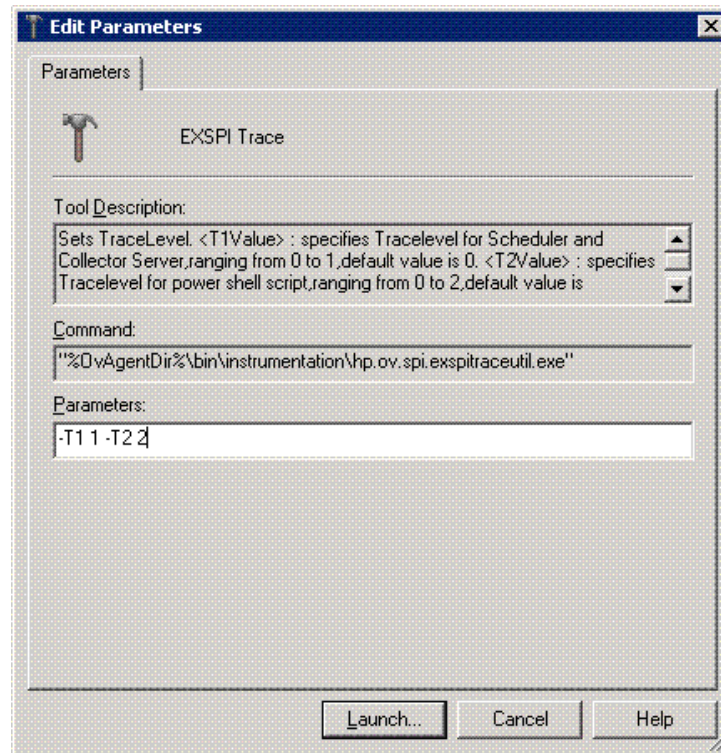 Edit Parameters
Parameters
EXSPI Trace
Tool Description:
Sets TraceLevel. <T1Value> : specifies Tracelevel for Scheduler and
Collector Server,ranging from 0 to 1,default value is 0. <T2Value> : specifies
Tracelevel for power shell script,ranging from 0 to 2,default value is
Command:
"%OvAgentDir%\bin\instrumentation\hp.ov.spi.exspitraceutil.exe"
Parameters:
-T1 1 -T2 2
Launch... Cancel Help